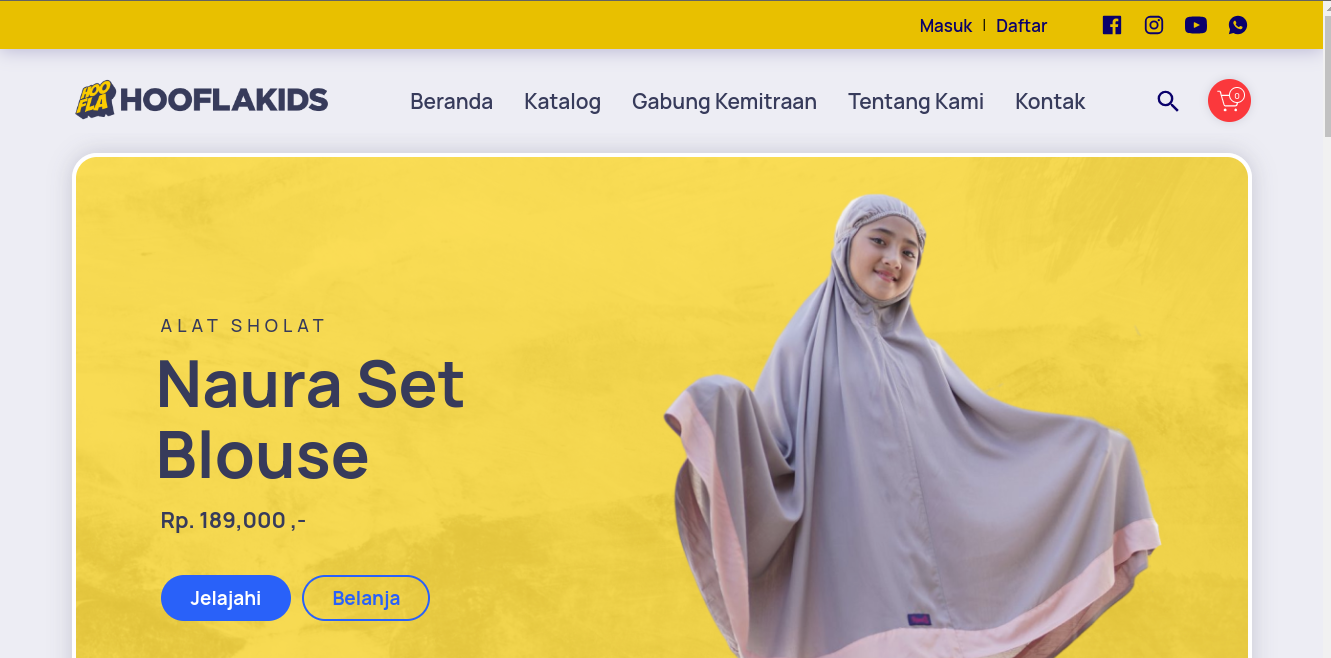 Masuk | Daftar
HOO
FLA
HOOFLAKIDS
Beranda Katalog Gabung Kemitraan Tentang Kami Kontak
0
ALAT SHOLAT
Naura Set
Blouse
Rp. 189,000 ,-
Jelajahi Belanja